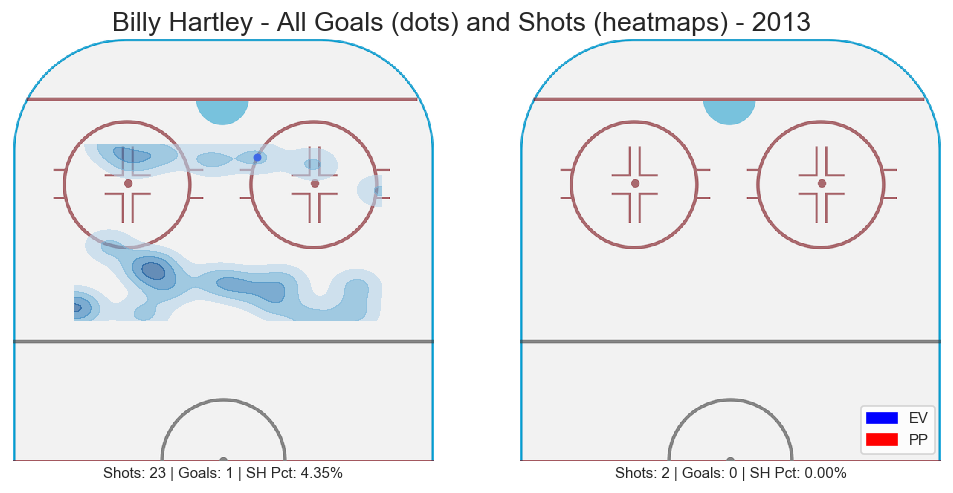 Billy Hartley - All Goals (dots) and Shots (heatmaps) - 2013
EV
PP
Shots: 23 | Goals: 1 | SH Pct: 4.35%
Shots: 2 | Goals: 0 | SH Pct: 0.00%